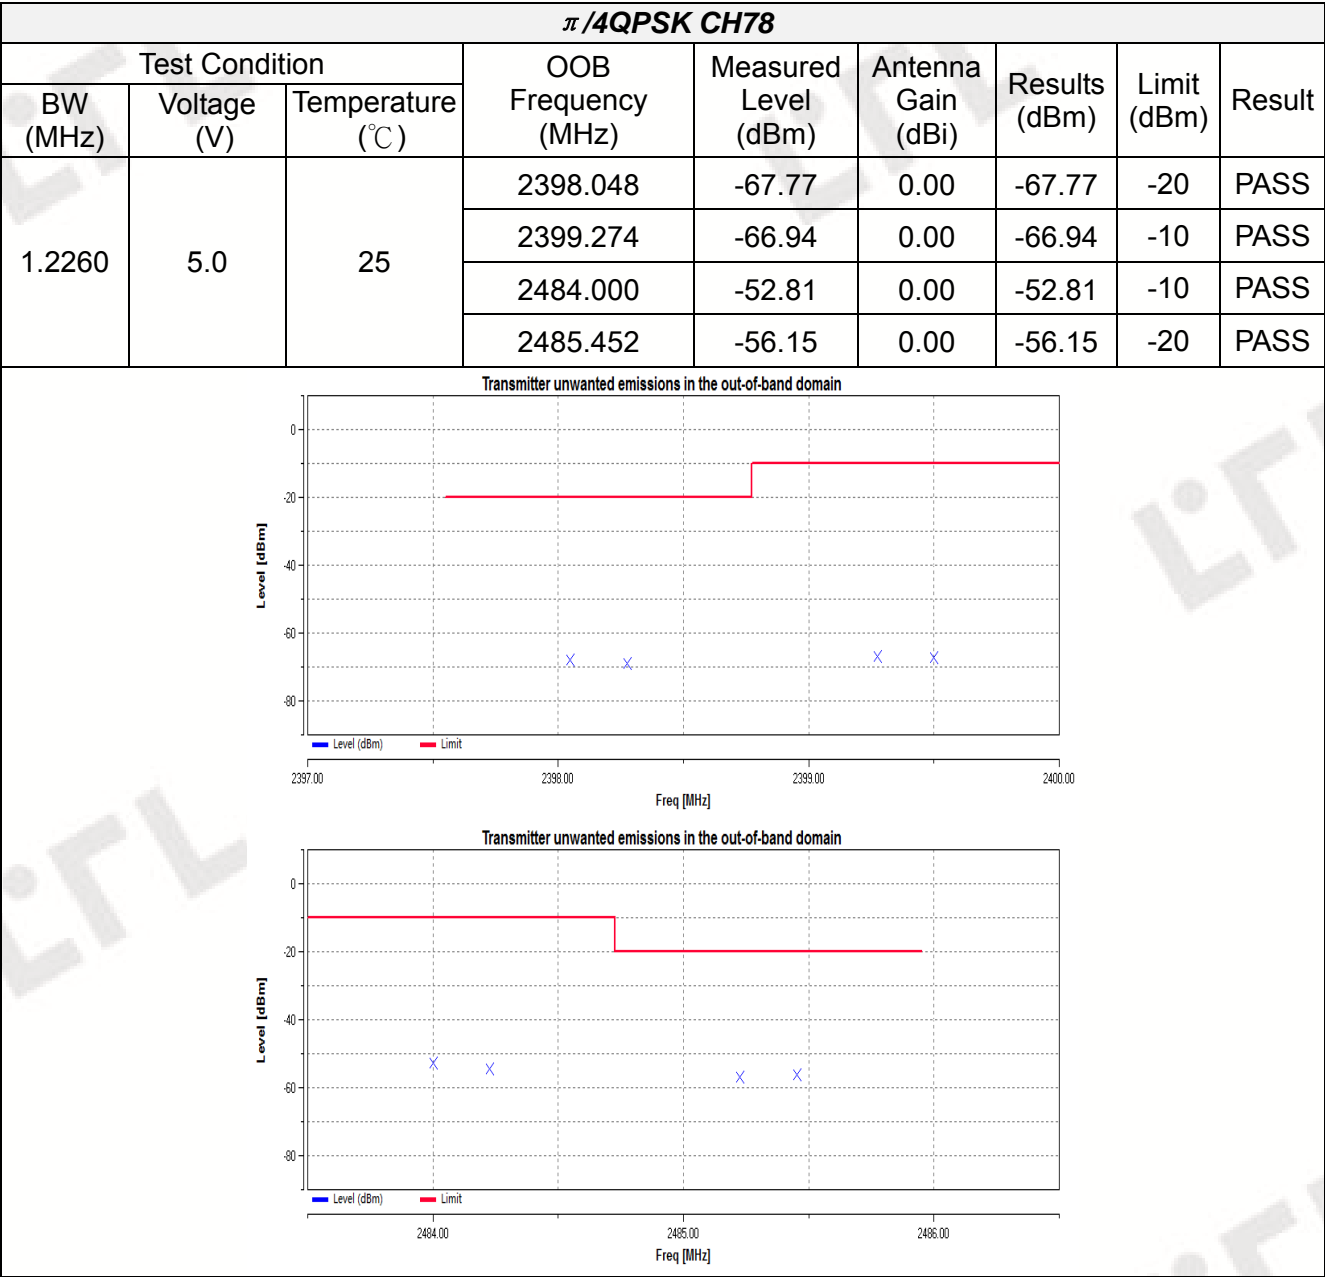 π/4QPSK CH78
Test Condition
OOB Frequency (MHz)
Measured Level (dBm)
Antenna Gain (dBi)
Results (dBm)
Limit (dBm)
Result
BW (MHz)
Voltage (V)
Temperature (℃)
1.2260
5.0
25
2398.048 -67.77 0.00 -67.77 -20 PASS
2399.274 -66.94 0.00 -66.94 -10 PASS
2484.000 -52.81 0.00 -52.81 -10 PASS
2485.452 -56.15 0.00 -56.15 -20 PASS
Transmitter unwanted emissions in the out-of-band domain
0
-20
-40
-60
-80
Level [dBm]
Level (dBm) Limit
2397.00 2398.00 2399.00 2400.00
Freq [MHz]
Transmitter unwanted emissions in the out-of-band domain
0
-20
-40
-60
-80
Level [dBm]
Level (dBm) Limit
2484.00 2485.00 2486.00
Freq [MHz]